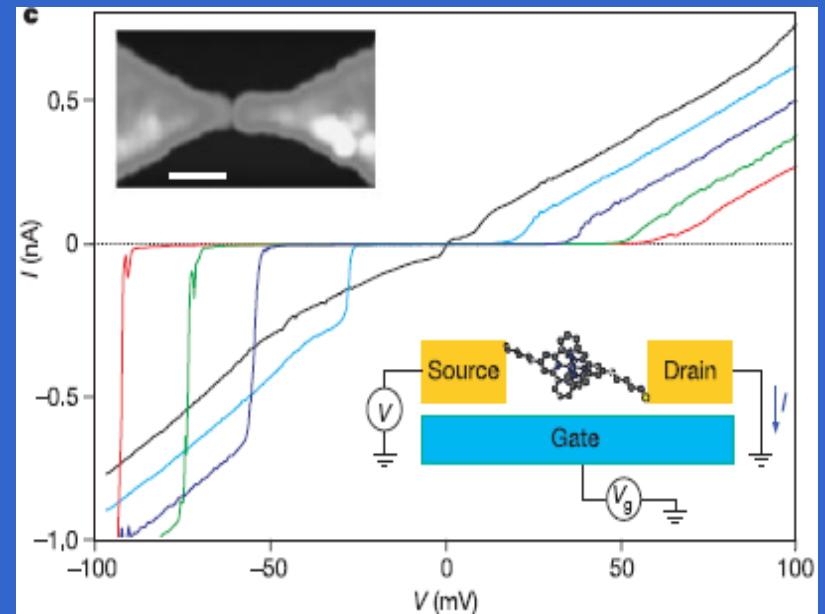 c
0,5
0
−0.5
−1,0
I (nA)
−100
−50
0
50
100
V (mV)
Source
Drain
Gate
V
I
Vg